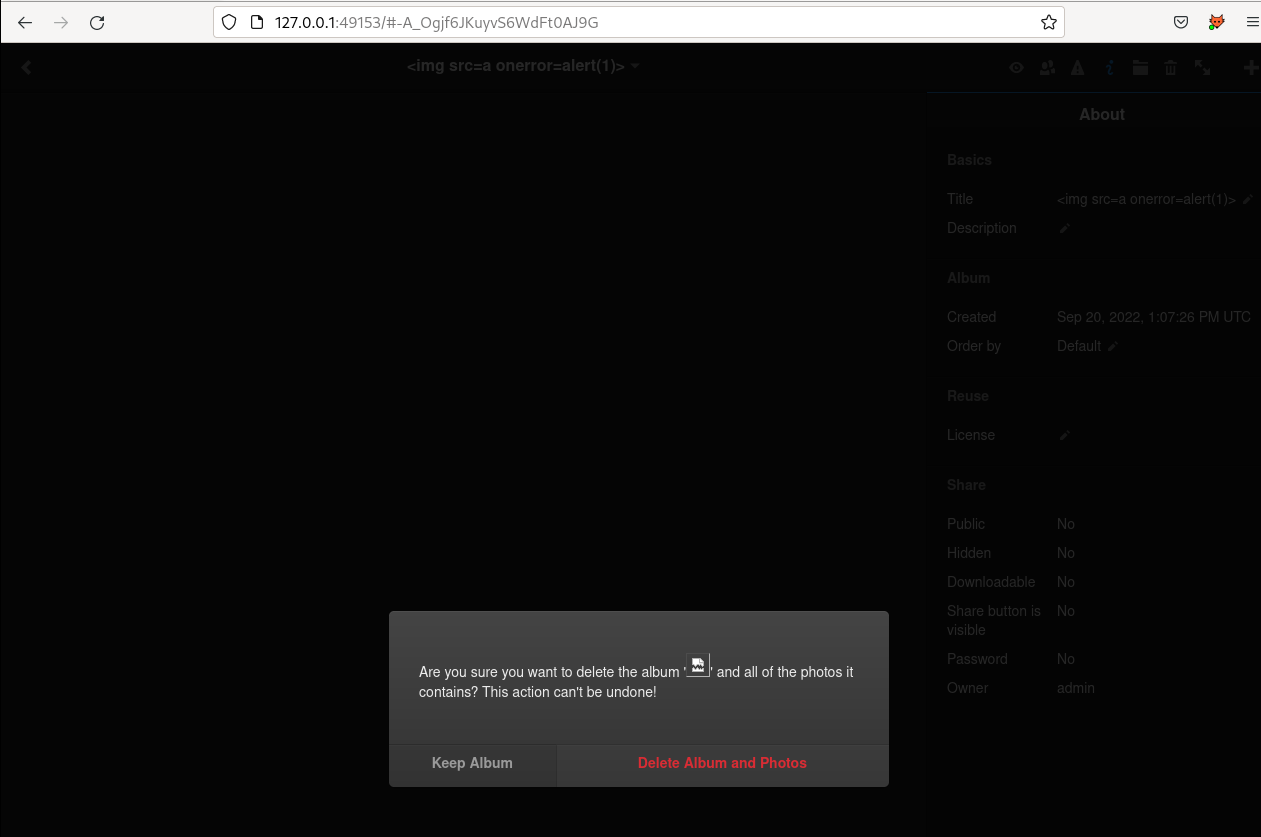 127.0.0.1:49153/#-A_Ogjf6JKuyvS6WdFt0AJ9G
<img src=a onerror=alert(1)>
About
Basics
Title <img src=a onerror=alert(1)>
Description
Album
Created Sep 20, 2022, 1:07:26 PM UTC
Order by Default
Reuse
License
Share
Public No
Hidden No
Downloadable No
Share button is No
visible
Password No
Owner admin
Are you sure you want to delete the album '' and all of the photos it
contains? This action can't be undone!
Keep Album Delete Album and Photos